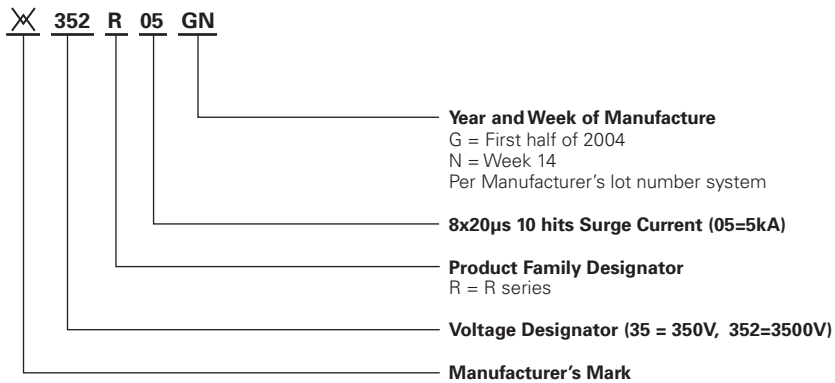 352 R 05 GN
Year and Week of Manufacture
G = First half of 2004
N = Week 14
Per Manufacturer's lot number system
8x20µs 10 hits Surge Current (05=5kA)
Product Family Designator
R = R series
Voltage Designator (35 = 350V, 352=3500V)
Manufacturer's Mark